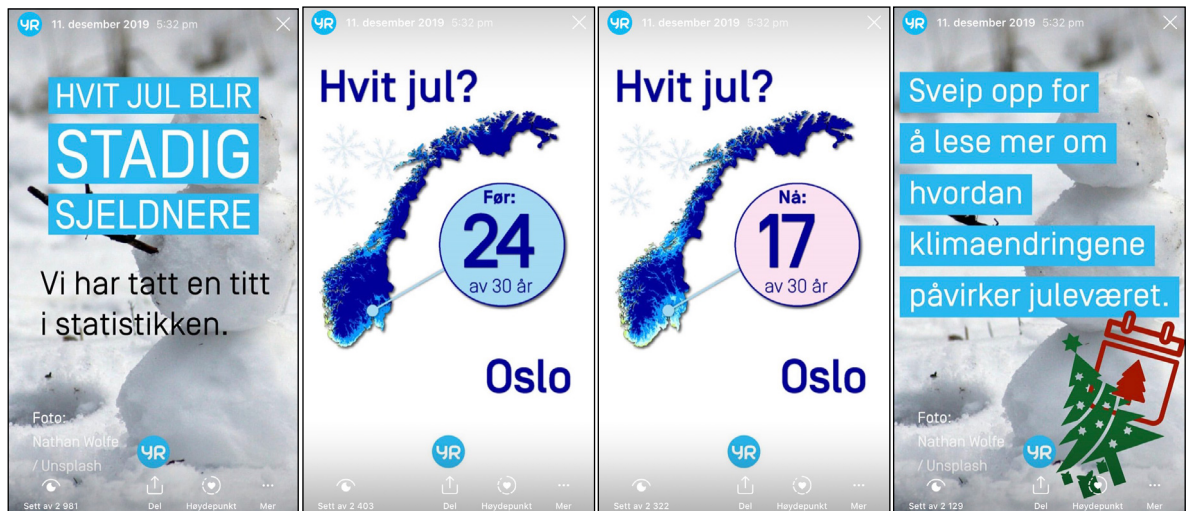 YR 11. desember 2019 5:32 pm
HVIT JUL BLIR
STADIG
SJELDNERE
Vi har tatt en titt
i statistikken.
Foto:
Nathan Wolfe
/ Unsplash
YR
Sett av 2 981
Del
Høydepunkt
Mer
YR 11. desember 2019 5:32 pm
Hvit jul?
Før:
24
av 30 år
Oslo
YR
Sett av 2 403
Del
Høydepunkt
Mer
YR 11. desember 2019 5:32 pm
Hvit jul?
Nå:
17
av 30 år
Oslo
YR
Sett av 2 322
Del
Høydepunkt
Mer
YR 11. desember 2019 5:32 pm
Sveip opp for
å lese mer om
hvordan
klimaendringene
påvirker juleværet.
Foto:
Nathan Wolfe
/ Unsplash
YR
Sett av 2 129
Del
Høydepunkt
Mer